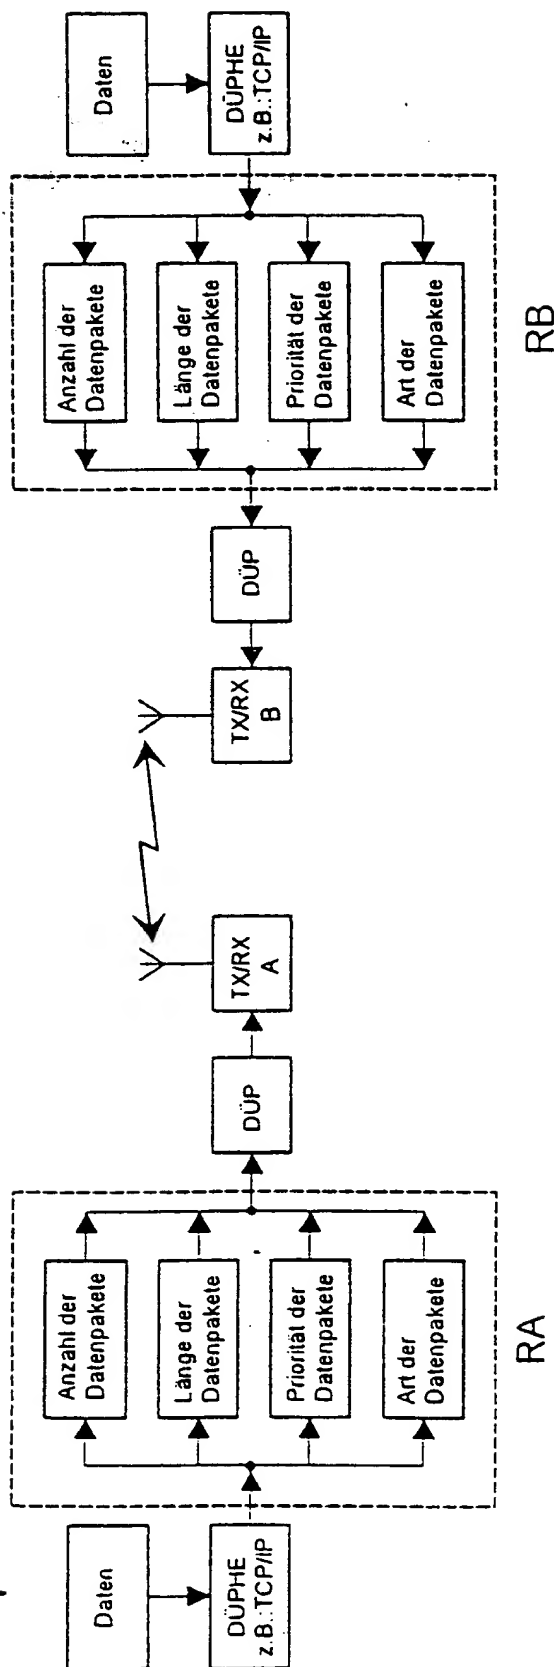 Daten
DÜPHE
z.B.:TCP/IP
Anzahl der
Datenpakete
Länge der
Datenpakete
Priorität der
Datenpakete
Art der
Datenpakete
RA
DÜP
TX/RX
A
TX/RX
B
DÜP
Anzahl der
Datenpakete
Länge der
Datenpakete
Priorität der
Datenpakete
Art der
Datenpakete
RB
Daten
DÜPHE
z.B.:TCP/IP